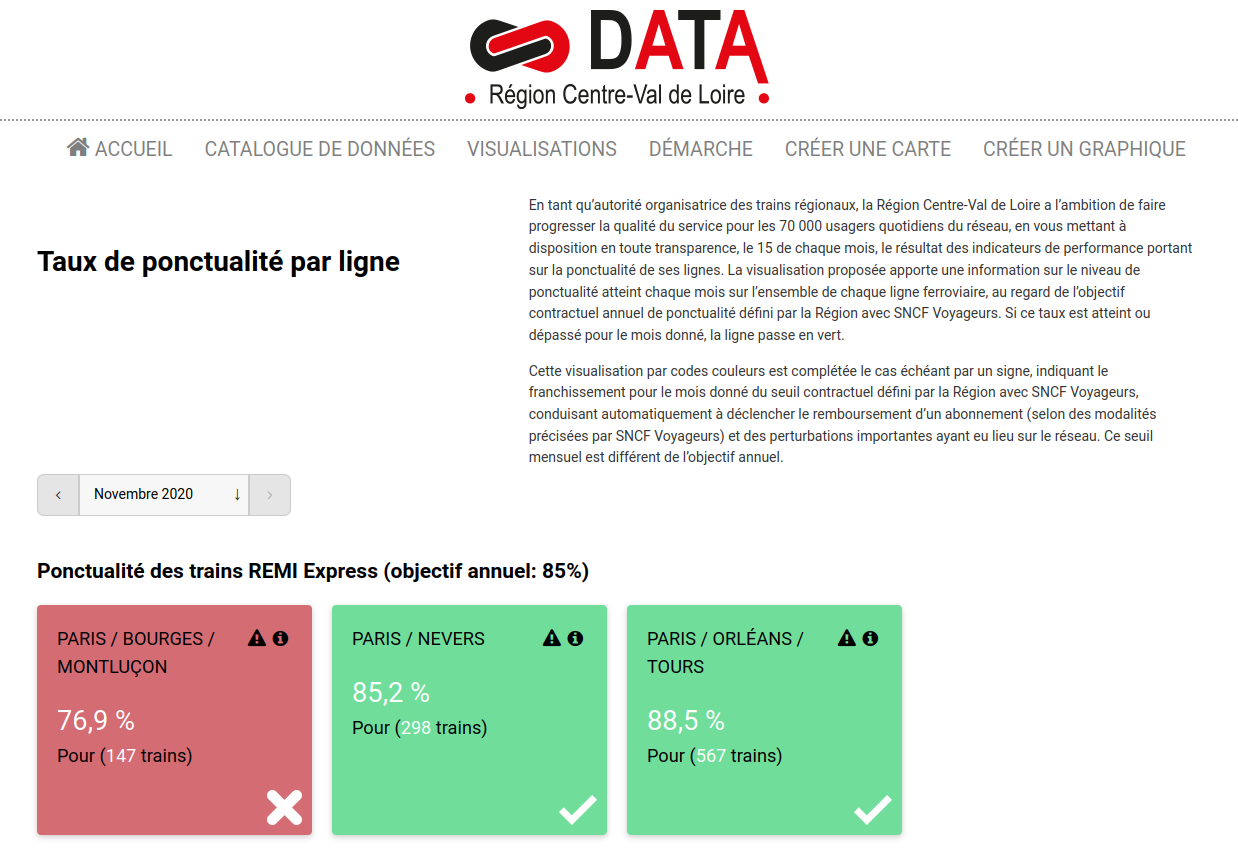 DATA
Région Centre-Val de Loire
ACCUEIL CATALOGUE DE DONNÉES VISUALISATIONS DÉMARCHE CRÉER UNE CARTE CRÉER UN GRAPHIQUE
Taux de ponctualité par ligne
En tant qu’autorité organisatrice des trains régionaux, la Région Centre-Val de Loire a l’ambition de faire
progresser la qualité du service pour les 70 000 usagers quotidiens du réseau, en vous mettant à
disposition en toute transparence, le 15 de chaque mois, le résultat des indicateurs de performance portant
sur la ponctualité de ses lignes. La visualisation proposée apporte une information sur le niveau de
ponctualité atteint chaque mois sur l’ensemble de chaque ligne ferroviaire, au regard de l’objectif
contractuel annuel de ponctualité défini par la Région avec SNCF Voyageurs. Si ce taux est atteint ou
dépassé pour le mois donné, la ligne passe en vert.
Cette visualisation par codes couleurs est complétée le cas échéant par un signe, indiquant le
franchissement pour le mois donné du seuil contractuel défini par la Région avec SNCF Voyageurs,
conduisant automatiquement à déclencher le remboursement d’un abonnement (selon des modalités
précisées par SNCF Voyageurs) et des perturbations importantes ayant eu lieu sur le réseau. Ce seuil
mensuel est différent de l’objectif annuel.
‹ Novembre 2020 ↓ ›
Ponctualité des trains REMI Express (objectif annuel: 85%)
PARIS / BOURGES /
MONTLUÇON
76,9 %
Pour (147 trains)
PARIS / NEVERS
85,2 %
Pour (298 trains)
PARIS / ORLÉANS /
TOURS
88,5 %
Pour (567 trains)